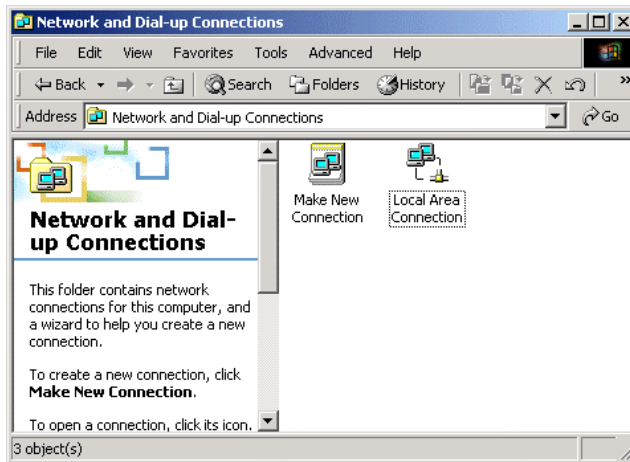 Network and Dial-up Connections
File Edit View Favorites Tools Advanced Help
Back Search Folders History »
Address Network and Dial-up Connections Go
Network and Dial-
up Connections
This folder contains network
connections for this computer, and
a wizard to help you create a new
connection.
To create a new connection, click
Make New Connection.
To open a connection, click its icon.
Make New
Connection
Local Area
Connection
3 object(s)